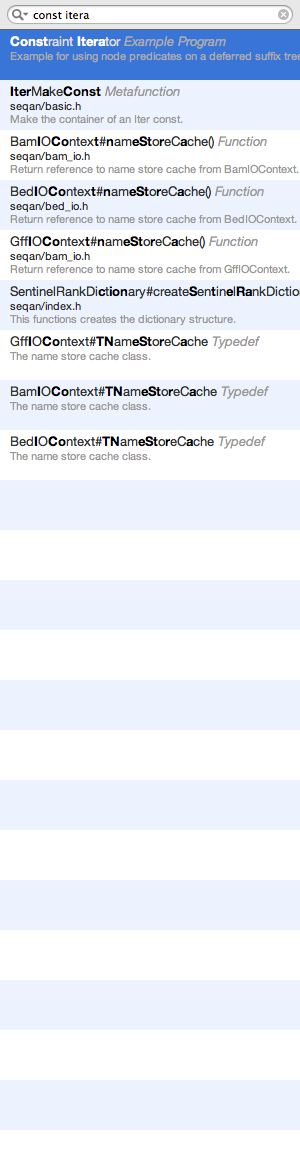 const itera
Constraint Iterator Example Program
Example for using node predicates on a deferred suffix tree
IterMakeConst Metafunction
seqan/basic.h
Make the container of an Iter const.
BamIOContext#nameStoreCache() Function
seqan/bam_io.h
Return reference to name store cache from BamIOContext.
BedIOContext#nameStoreCache() Function
seqan/bed_io.h
Return reference to name store cache from BedIOContext.
GffIOContext#nameStoreCache() Function
seqan/bam_io.h
Return reference to name store cache from GffIOContext.
SentinelRankDictionary#createSentinelRankDictio
seqan/index.h
This functions creates the dictionary structure.
GffIOContext#TNameStoreCache Typedef
The name store cache class.
BamIOContext#TNameStoreCache Typedef
The name store cache class.
BedIOContext#TNameStoreCache Typedef
The name store cache class.